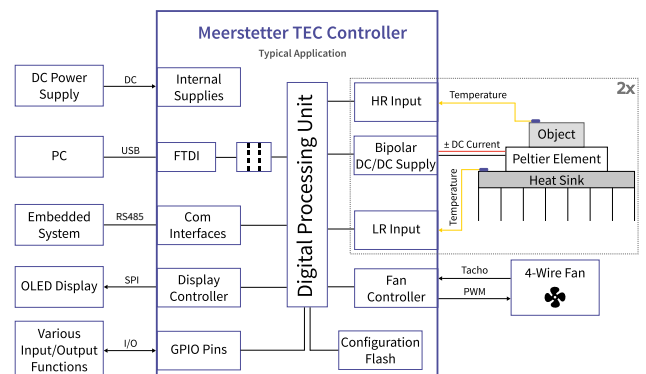 Meerstetter TEC Controller
Typical Application
DC Power
Supply
DC
Internal
Supplies
PC
USB
FTDI
Embedded
System
RS485
Com
Interfaces
OLED Display
SPI
Display
Controller
Various
Input/Output
Functions
I/O
GPIO Pins
Digital Processing Unit
HR Input
Bipolar
DC/DC Supply
LR Input
Fan
Controller
Configuration
Flash
2x
Temperature
± DC Current
Temperature
Object
Peltier Element
Heat Sink
Tacho
PWM
4-Wire Fan